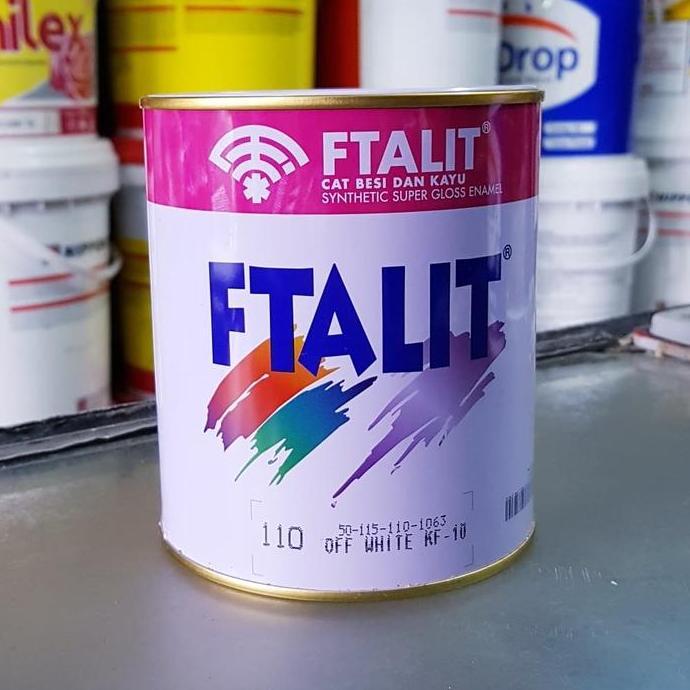 ilex
Drop
FTALIT®
CAT BESI DAN KAYU
SYNTHETIC SUPER GLOSS ENAMEL
FTALIT®
50-115-110-1063
110 OFF WHITE KF-10